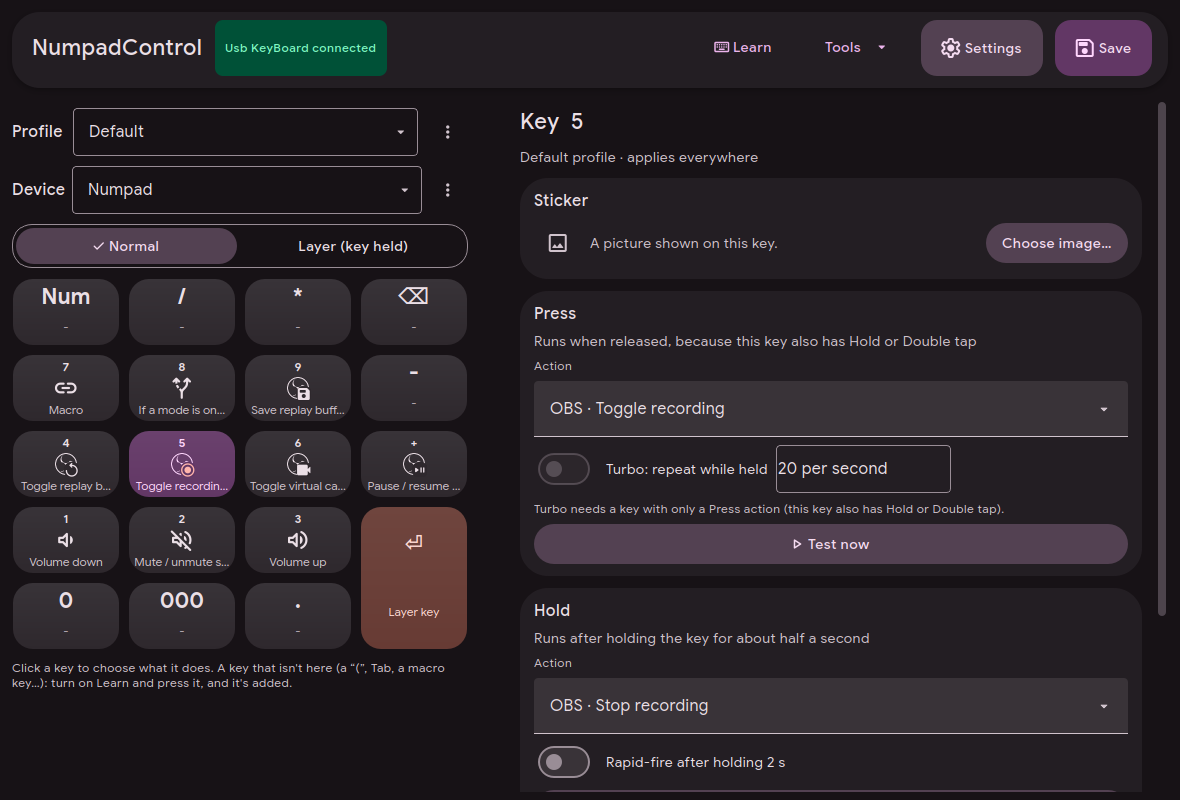 NumpadControl
Usb KeyBoard connected
Learn
Tools
Settings
Save
Profile
Default
Device
Numpad
Normal
Layer (key held)
Num
-
/
-
*
-
⌫
-
7
Macro
8
If a mode is on...
9
Save replay buff...
-
-
4
Toggle replay b...
5
Toggle recordin...
6
Toggle virtual ca...
+
Pause / resume ...
1
Volume down
2
Mute / unmute s...
3
Volume up
⏎
Layer key
0
-
000
-
.
-
Click a key to choose what it does. A key that isn't here (a “(”, Tab, a macro
key…): turn on Learn and press it, and it's added.
Key 5
Default profile · applies everywhere
Sticker
A picture shown on this key.
Choose image…
Press
Runs when released, because this key also has Hold or Double tap
Action
OBS · Toggle recording
Turbo: repeat while held
20 per second
Turbo needs a key with only a Press action (this key also has Hold or Double tap).
Test now
Hold
Runs after holding the key for about half a second
Action
OBS · Stop recording
Rapid-fire after holding 2 s